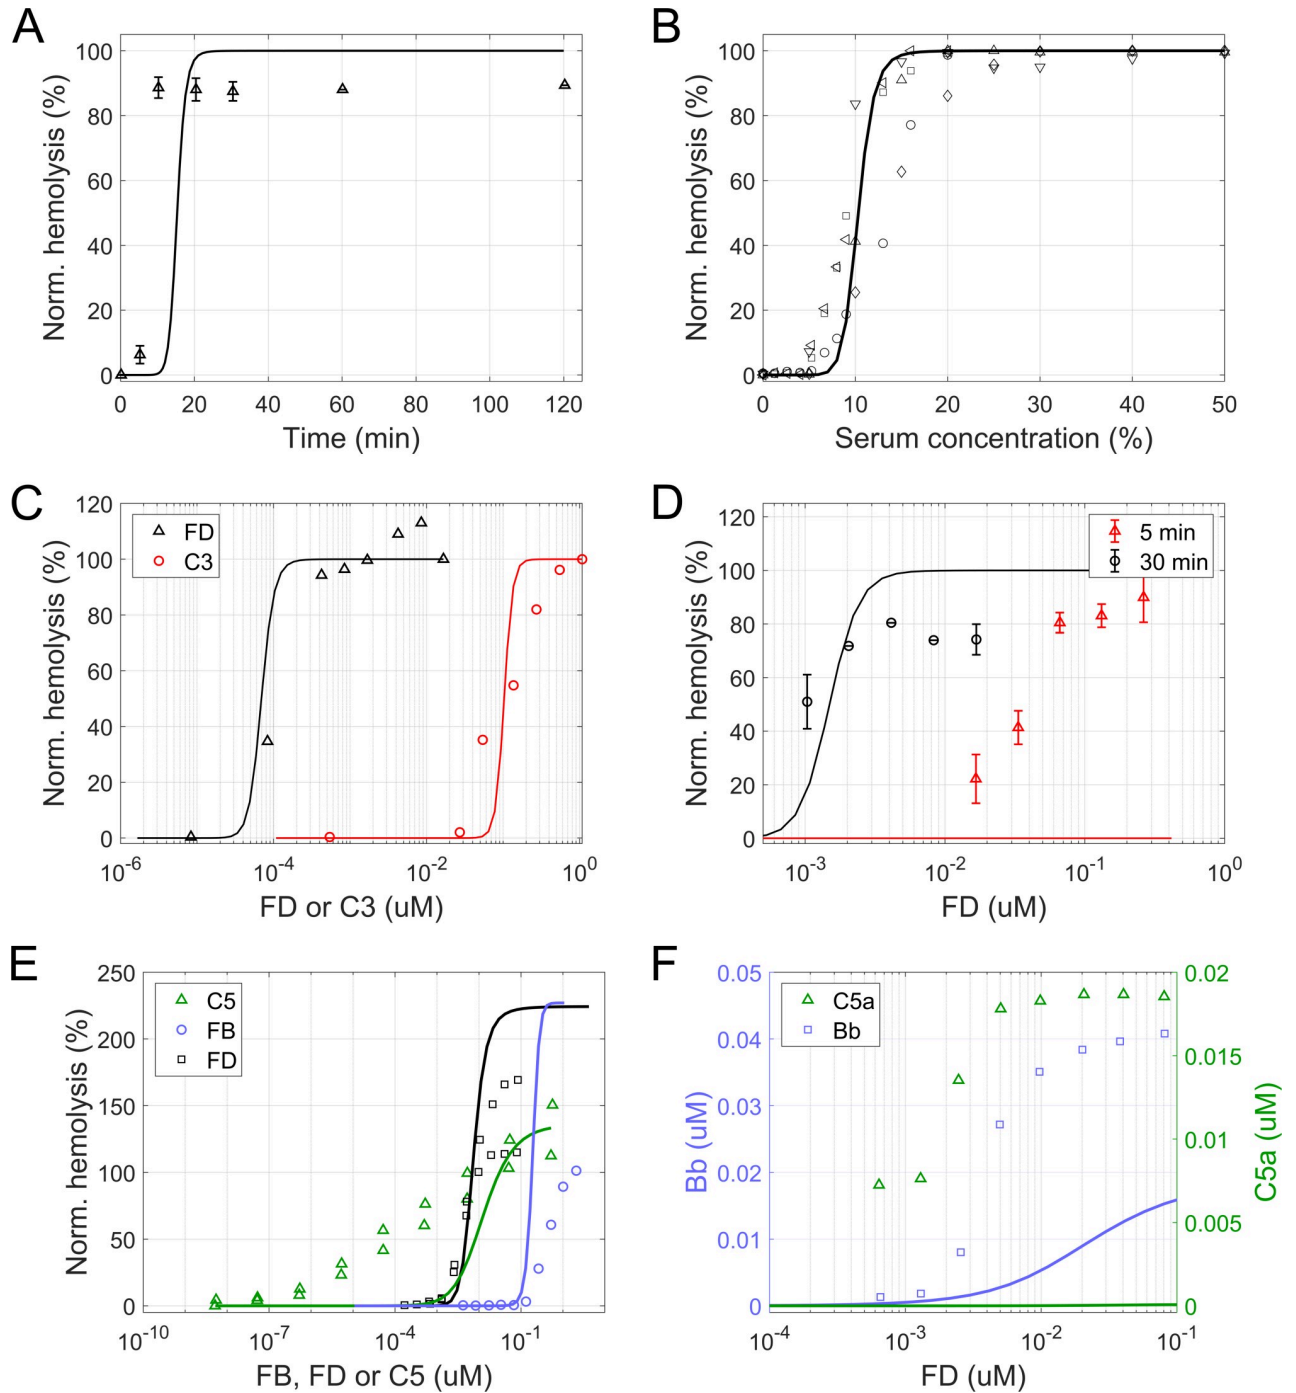 A
100
80
60
40
20
0
Norm. hemolysis (%)
0 20 40 60 80 100 120
Time (min)
B
100
80
60
40
20
0
Norm. hemolysis (%)
0 10 20 30 40 50
Serum concentration (%)
C
120
100
80
60
40
20
0
Norm. hemolysis (%)
FD
C3
10^-6 10^-4 10^-2 10^0
FD or C3 (uM)
D
120
100
80
60
40
20
0
Norm. hemolysis (%)
5 min
30 min
10^-3 10^-2 10^-1 10^0
FD (uM)
E
250
200
150
100
50
0
Norm. hemolysis (%)
C5
FB
FD
10^-10 10^-7 10^-4 10^-1
FB, FD or C5 (uM)
F
0.05
0.04
0.03
0.02
0.01
0
Bb (uM)
C5a
Bb
0.02
0.015
0.01
0.005
0
C5a (uM)
10^-4 10^-3 10^-2 10^-1
FD (uM)